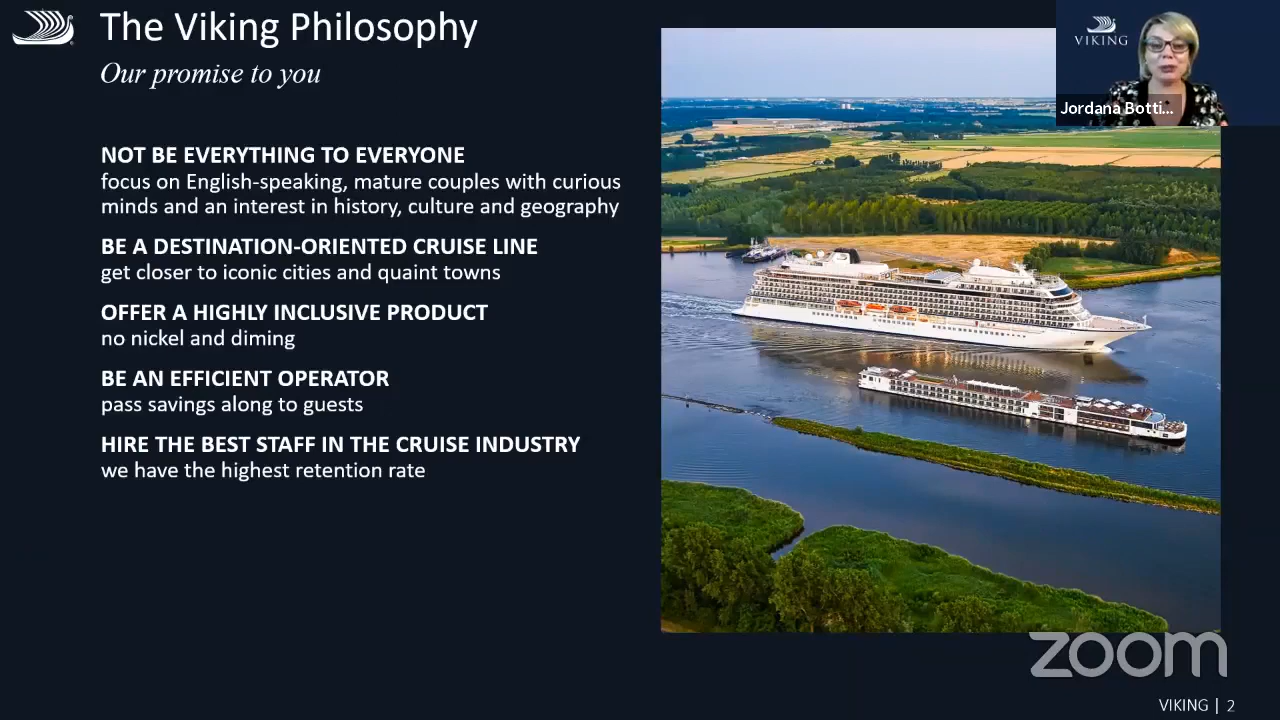 The Viking Philosophy
Our promise to you
NOT BE EVERYTHING TO EVERYONE
focus on English-speaking, mature couples with curious
minds and an interest in history, culture and geography
BE A DESTINATION-ORIENTED CRUISE LINE
get closer to iconic cities and quaint towns
OFFER A HIGHLY INCLUSIVE PRODUCT
no nickel and diming
BE AN EFFICIENT OPERATOR
pass savings along to guests
HIRE THE BEST STAFF IN THE CRUISE INDUSTRY
we have the highest retention rate
VIKING
Jordana Botti...
zoom
VIKING | 2